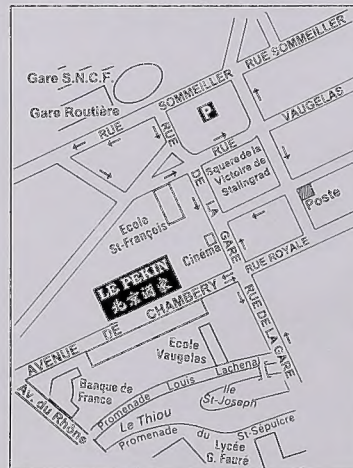 Gare S.N.C.F.
Gare Routière
RUE SOMMEILLER
RUE SOMMEILLER
P
VAUGELAS
RUE
RUE DE LA GARE
Square de la
Victoire de
Stalingrad
Poste
Ecole
St-François
Cinéma
RUE ROYALE
LE PEKIN
北京酒家
AVENUE DE CHAMBERY
RUE DE LA GARE
Ecole
Vaugelas
Av. du Rhône
Banque de
France
Promenade Louis Lachenal
Ile
St-Joseph
Le Thiou
Promenade du St-Sépulcre
Lycée
G. Fauré